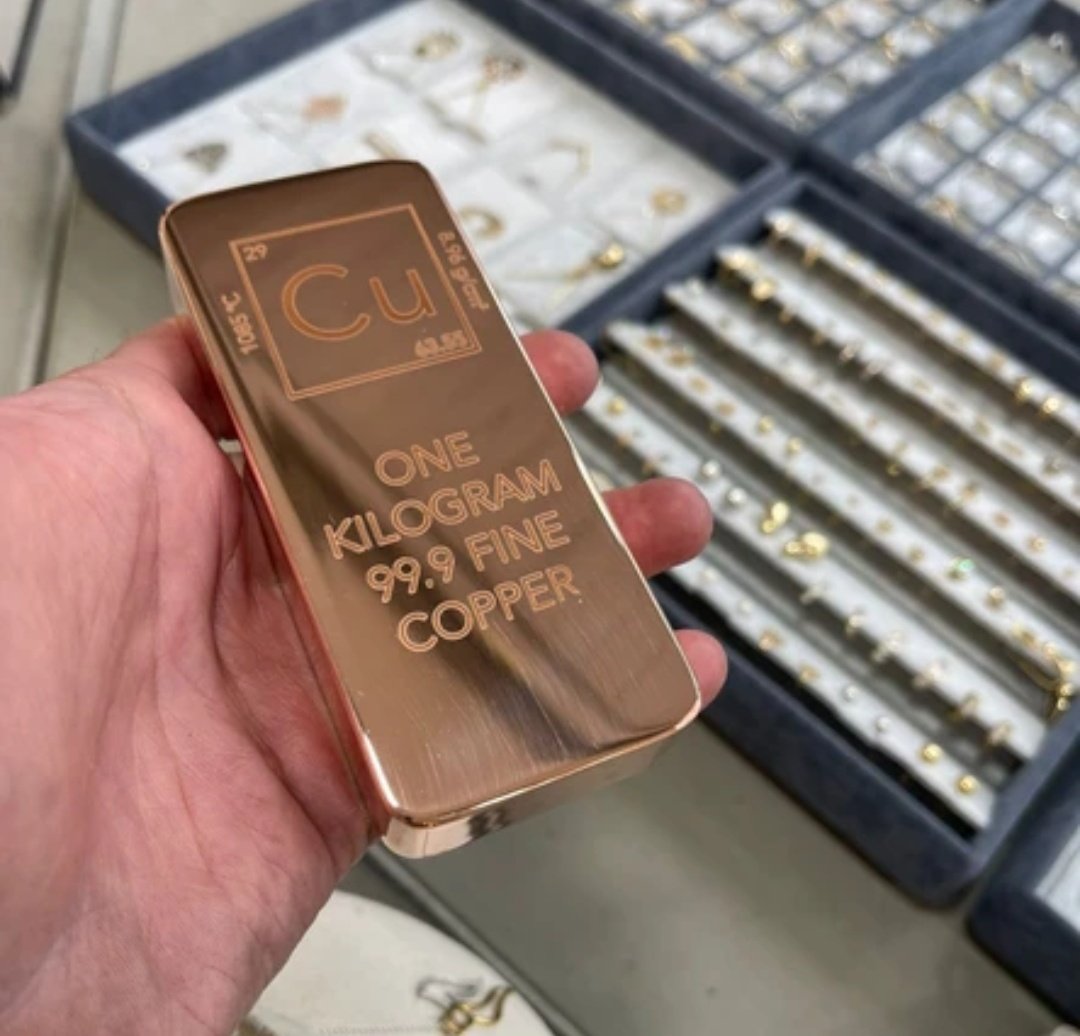 29
8.96 g/cm³
Cu
1085 °C
63.55
ONE
KILOGRAM
99.9 FINE
COPPER